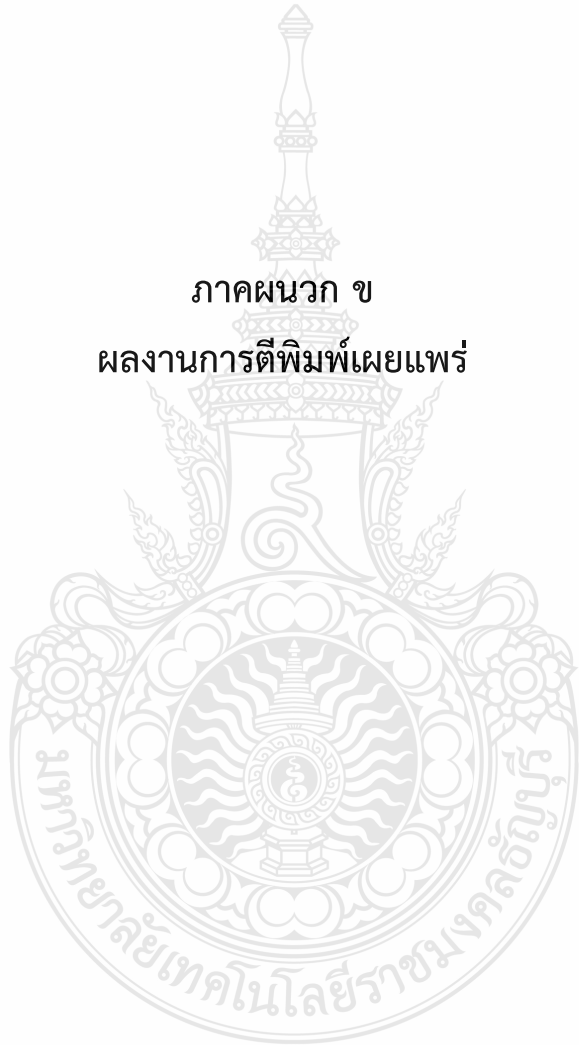 ภาคผนวก ข
ผลงานการตีพิมพ์เผยแพร่
มหาวิทยาลัยเทคโนโลยีราชมงคลธัญบุรี